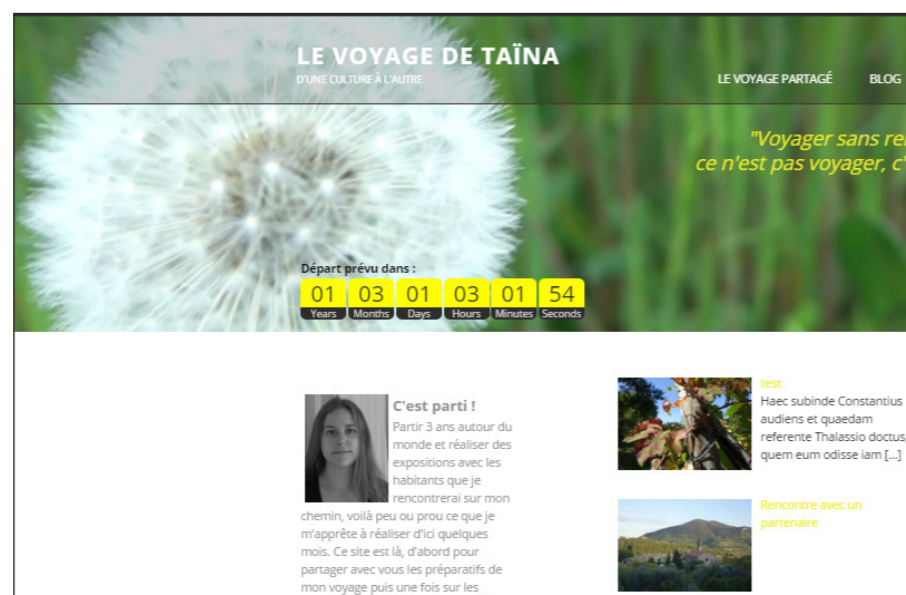 LE VOYAGE DE TAÏNA
D'UNE CULTURE À L'AUTRE
LE VOYAGE PARTAGÉ BLOG
"Voyager sans
ce n'est pas voyager,
Départ prévu dans :
01 03 01 03 01 54
Years Months Days Hours Minutes Seconds
C'est parti !
Partir 3 ans autour du
monde et réaliser des
expositions avec les
habitants que je
rencontrerai sur mon
chemin, voilà peu ou prou ce que je
m'apprête à réaliser d'ici quelques
mois. Ce site est là, d'abord pour
partager avec vous les préparatifs de
mon voyage puis une fois sur les
test
Haec subinde Constantius
audiens et quaedam
referente Thalassio doctus,
quem eum odisse iam [...]
Rencontre avec un
partenaire